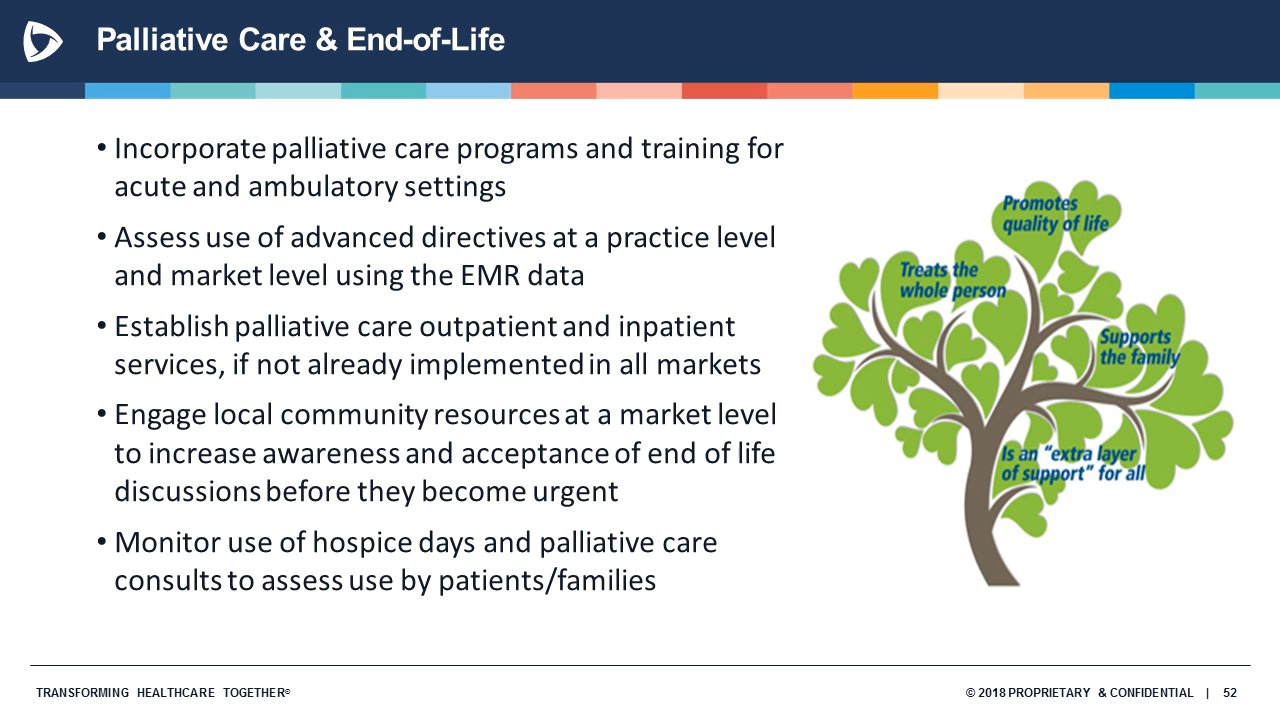 Palliative Care & End-of-Life
• Incorporate palliative care programs and training for
acute and ambulatory settings
• Assess use of advanced directives at a practice level
and market level using the EMR data
• Establish palliative care outpatient and inpatient
services, if not already implemented in all markets
• Engage local community resources at a market level
to increase awareness and acceptance of end of life
discussions before they become urgent
• Monitor use of hospice days and palliative care
consults to assess use by patients/families
Promotes
quality of life
Treats the
whole person
Supports
the family
Is an “extra layer
of support” for all
TRANSFORMING HEALTHCARE TOGETHER®
© 2018 PROPRIETARY & CONFIDENTIAL | 52